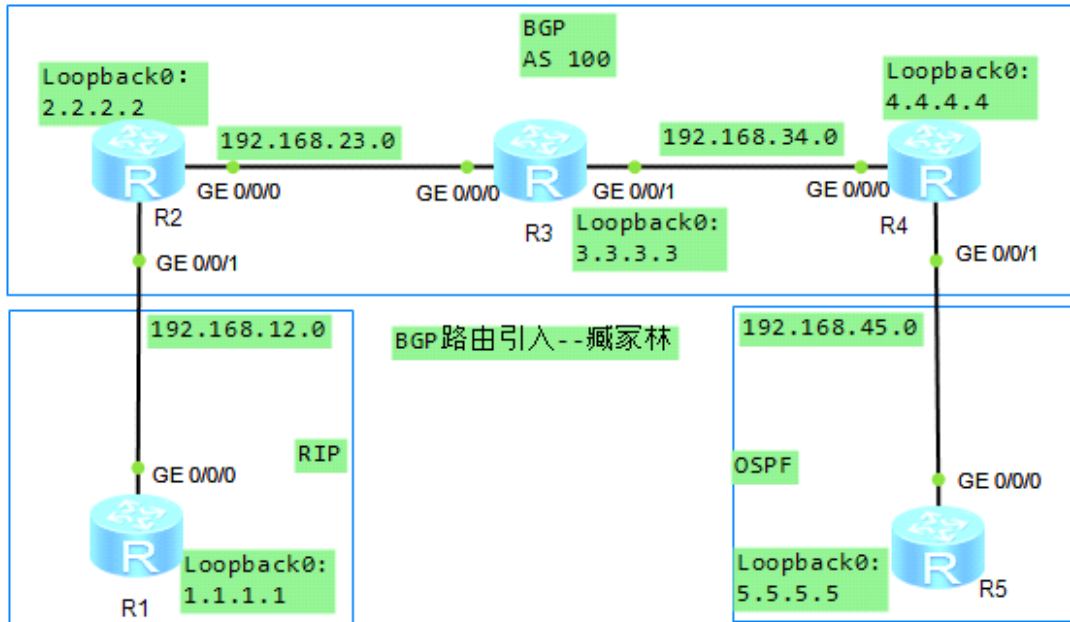 BGP
AS 100
Loopback0:
2.2.2.2
Loopback0:
4.4.4.4
192.168.23.0
192.168.34.0
R
R
R
GE 0/0/0
GE 0/0/0
GE 0/0/1
GE 0/0/0
R2
R3
R4
Loopback0:
3.3.3.3
GE 0/0/1
GE 0/0/1
192.168.12.0
BGP路由引入--臧冢林
192.168.45.0
RIP
OSPF
GE 0/0/0
GE 0/0/0
R
Loopback0:
1.1.1.1
R1
Loopback0:
5.5.5.5
R
R5